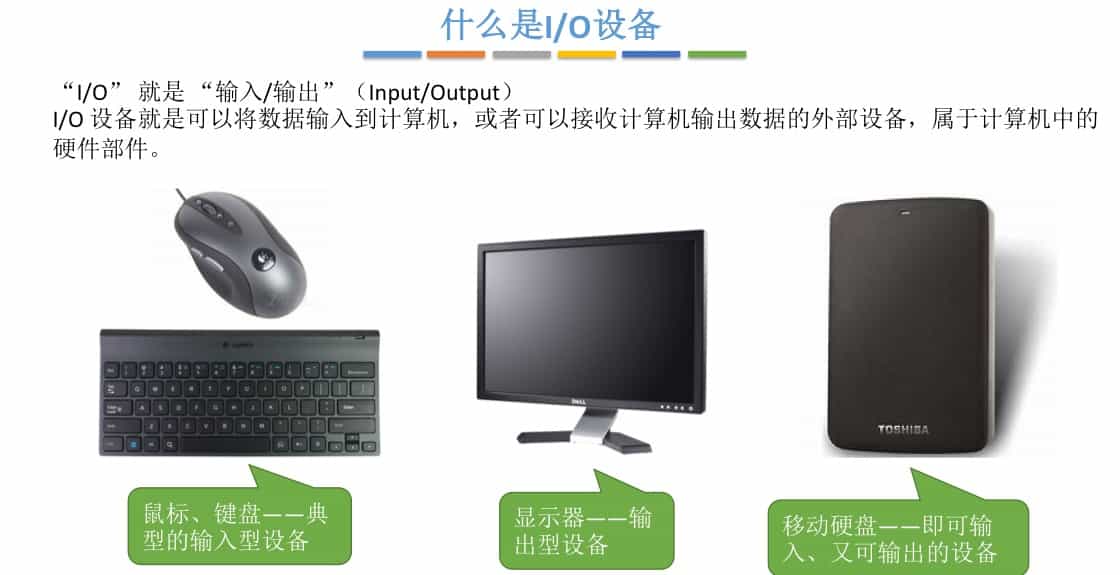 什么是I/O设备
“I/O” 就是 “输入/输出”（Input/Output）
I/O 设备就是可以将数据输入到计算机，或者可以接收计算机输出数据的外部设备，属于计算机中的
硬件部件。
DELL
TOSHIBA
鼠标、键盘——典
型的输入型设备
显示器——输
出型设备
移动硬盘——即可输
入、又可输出的设备